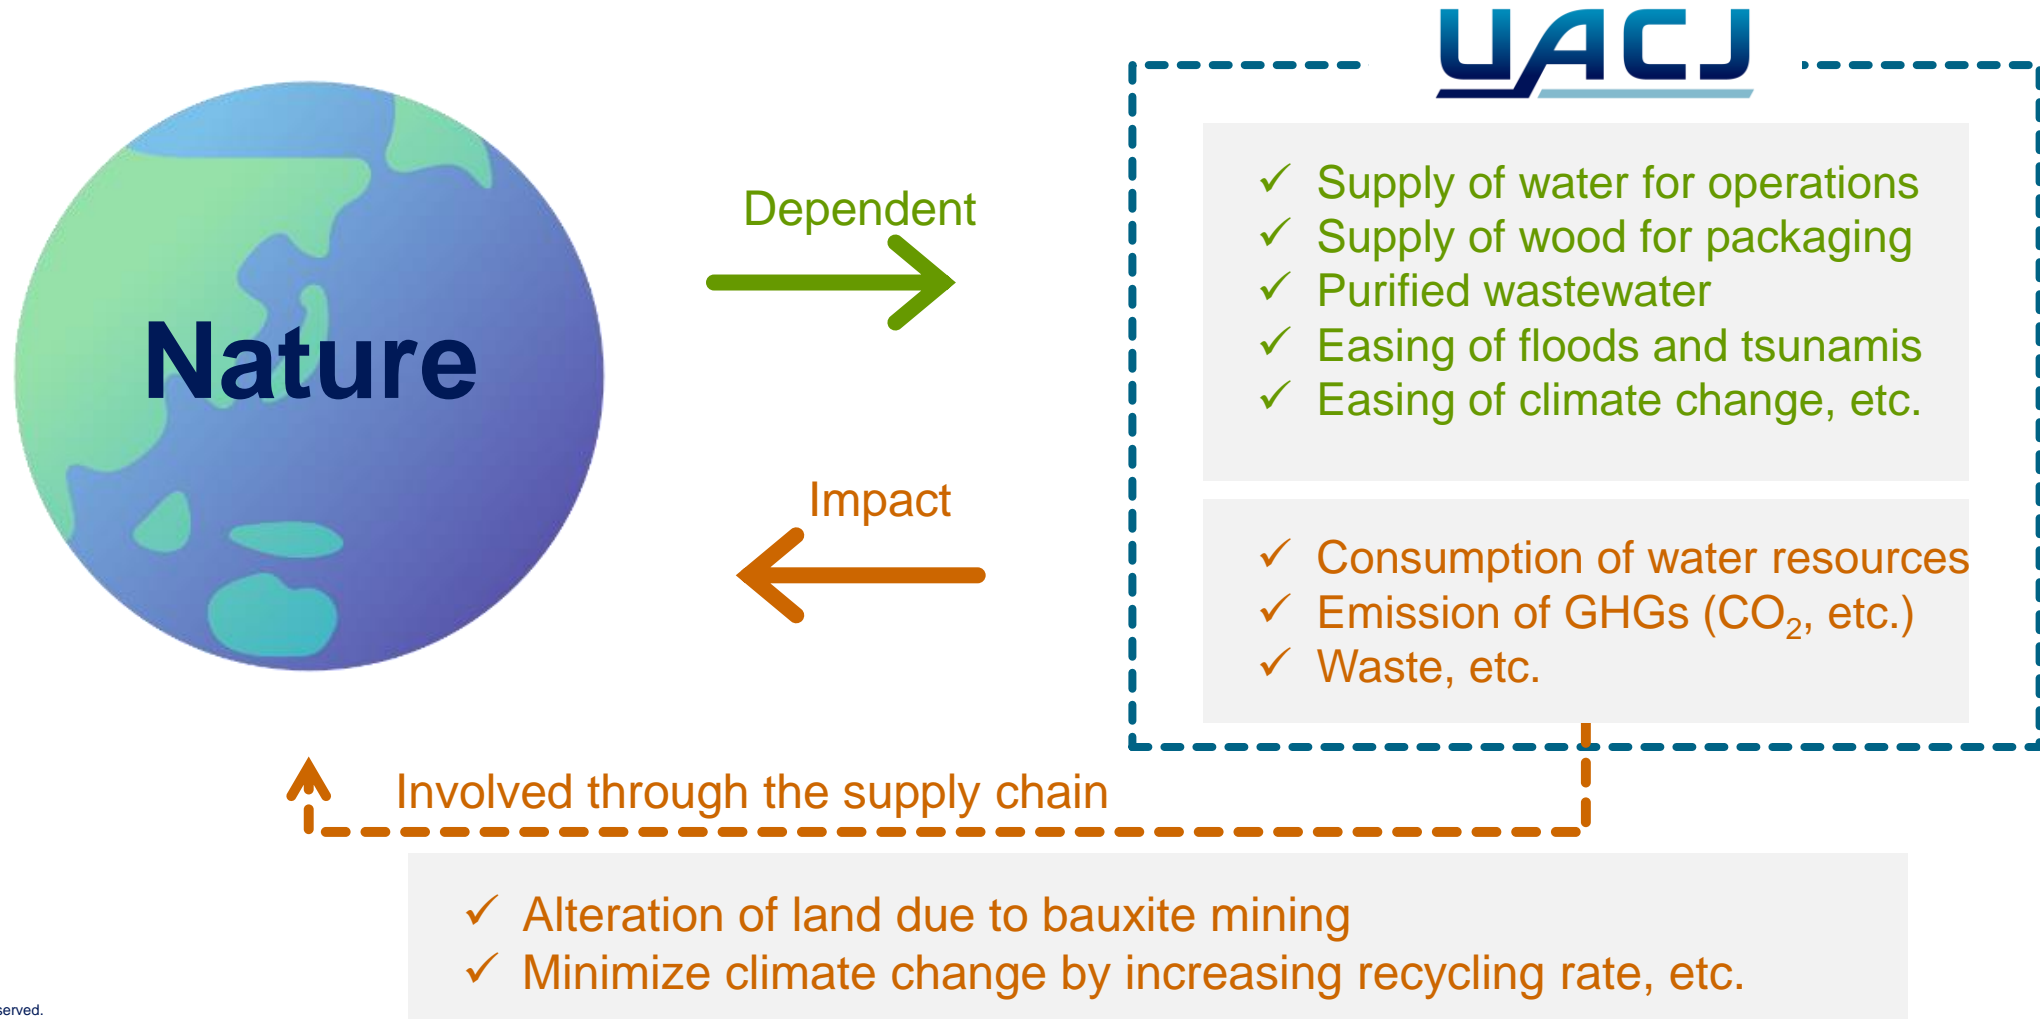 UACJ
Nature
Dependent
✓ Supply of water for operations
✓ Supply of wood for packaging
✓ Purified wastewater
✓ Easing of floods and tsunamis
✓ Easing of climate change, etc.
Impact
✓ Consumption of water resources
✓ Emission of GHGs (CO₂, etc.)
✓ Waste, etc.
Involved through the supply chain
✓ Alteration of land due to bauxite mining
✓ Minimize climate change by increasing recycling rate, etc.
served.